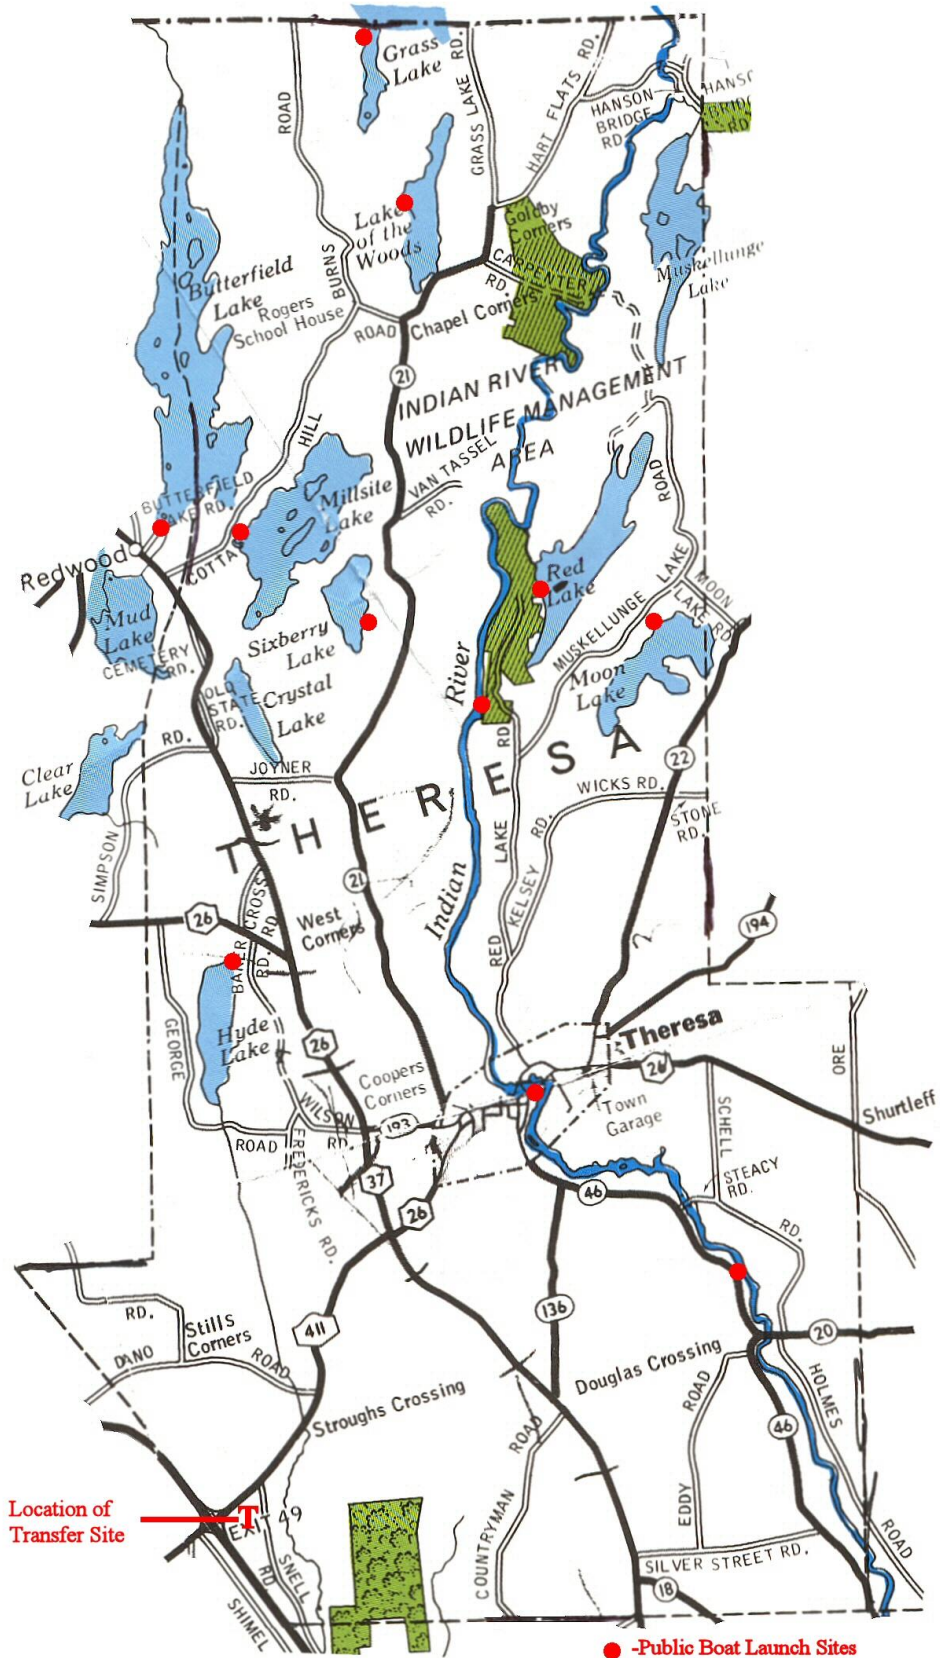 Grass
Lake
ROAD
GRASS LAKE RD.
HART FLATS RD.
HANSON
BRIDGE
RD.
HANSON
BRIDGE
RD
Lake
of the
Woods
Goldby
Corners
CARPENTER
RD.
Muskellunge
Lake
Butterfield
Lake
Rogers
School House
BURNS
ROAD
Chapel Corners
21
INDIAN RIVER
WILDLIFE MANAGEMENT
AREA
HILL
VAN TASSEL
RD.
ROAD
BUTTERFIELD
LAKE RD.
Millsite
Lake
Redwood
COTTA
Mud
Lake
CEMETERY
RD.
Sixberry
Lake
Red
Lake
MUSKELLUNGE LAKE
MOON
LAKE RD.
Moon
Lake
OLD
STATE
RD.
Crystal
Lake
River
Clear
Lake
RD.
JOYNER
RD.
RD
22
THERESA
WICKS RD.
STONE
RD.
SIMPSON
LAKE
KELSEY RD.
21
26
CROSS
RD.
West
Corners
Indian
RED
194
BAKER
RD.
GEORGE
Hyde
Lake
26
Theresa
26
ORE
Coopers
Corners
Town
Garage
SCHELL
Shurtleff
WILSON
RD.
193
ROAD
FREDERICKS RD.
37
26
46
STEACY
RD.
RD.
RD.
Stills
Corners
DANO
ROAD
411
136
20
Douglas Crossing
Stroughs Crossing
HOLMES
ROAD
46
ROAD
COUNTRYMAN
EDDY
Location of
Transfer Site
T
EXIT 49
SNELL
RD
SHIMEL
SILVER STREET RD.
18
ROAD
-Public Boat Launch Sites